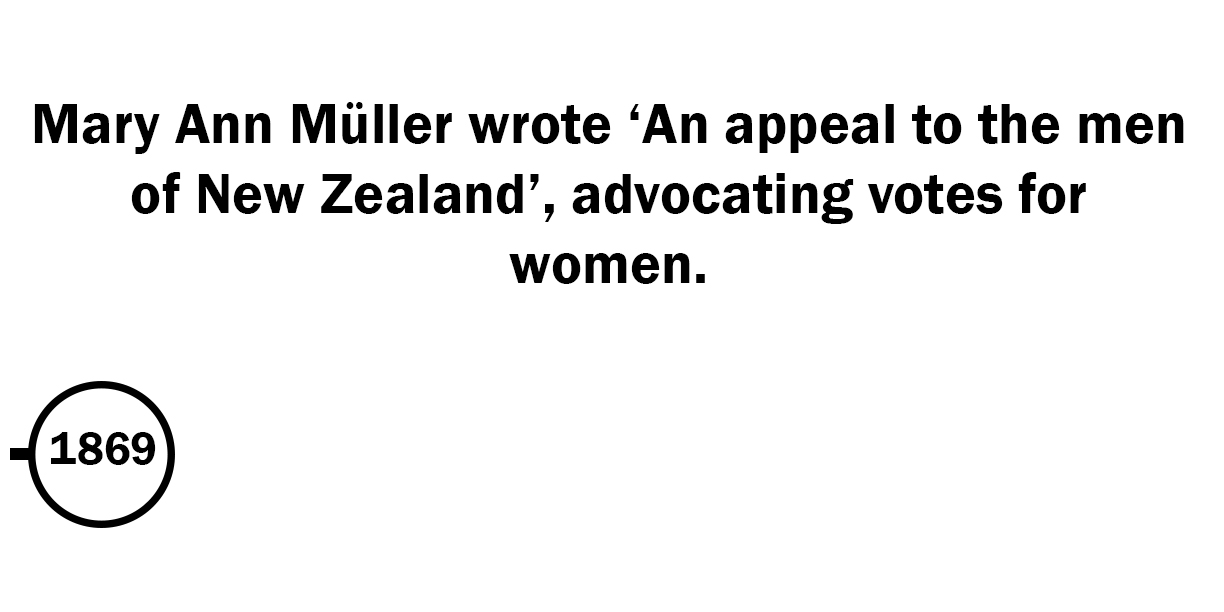 Mary Ann Müller wrote ‘An appeal to the men
of New Zealand’, advocating votes for
women.
1869